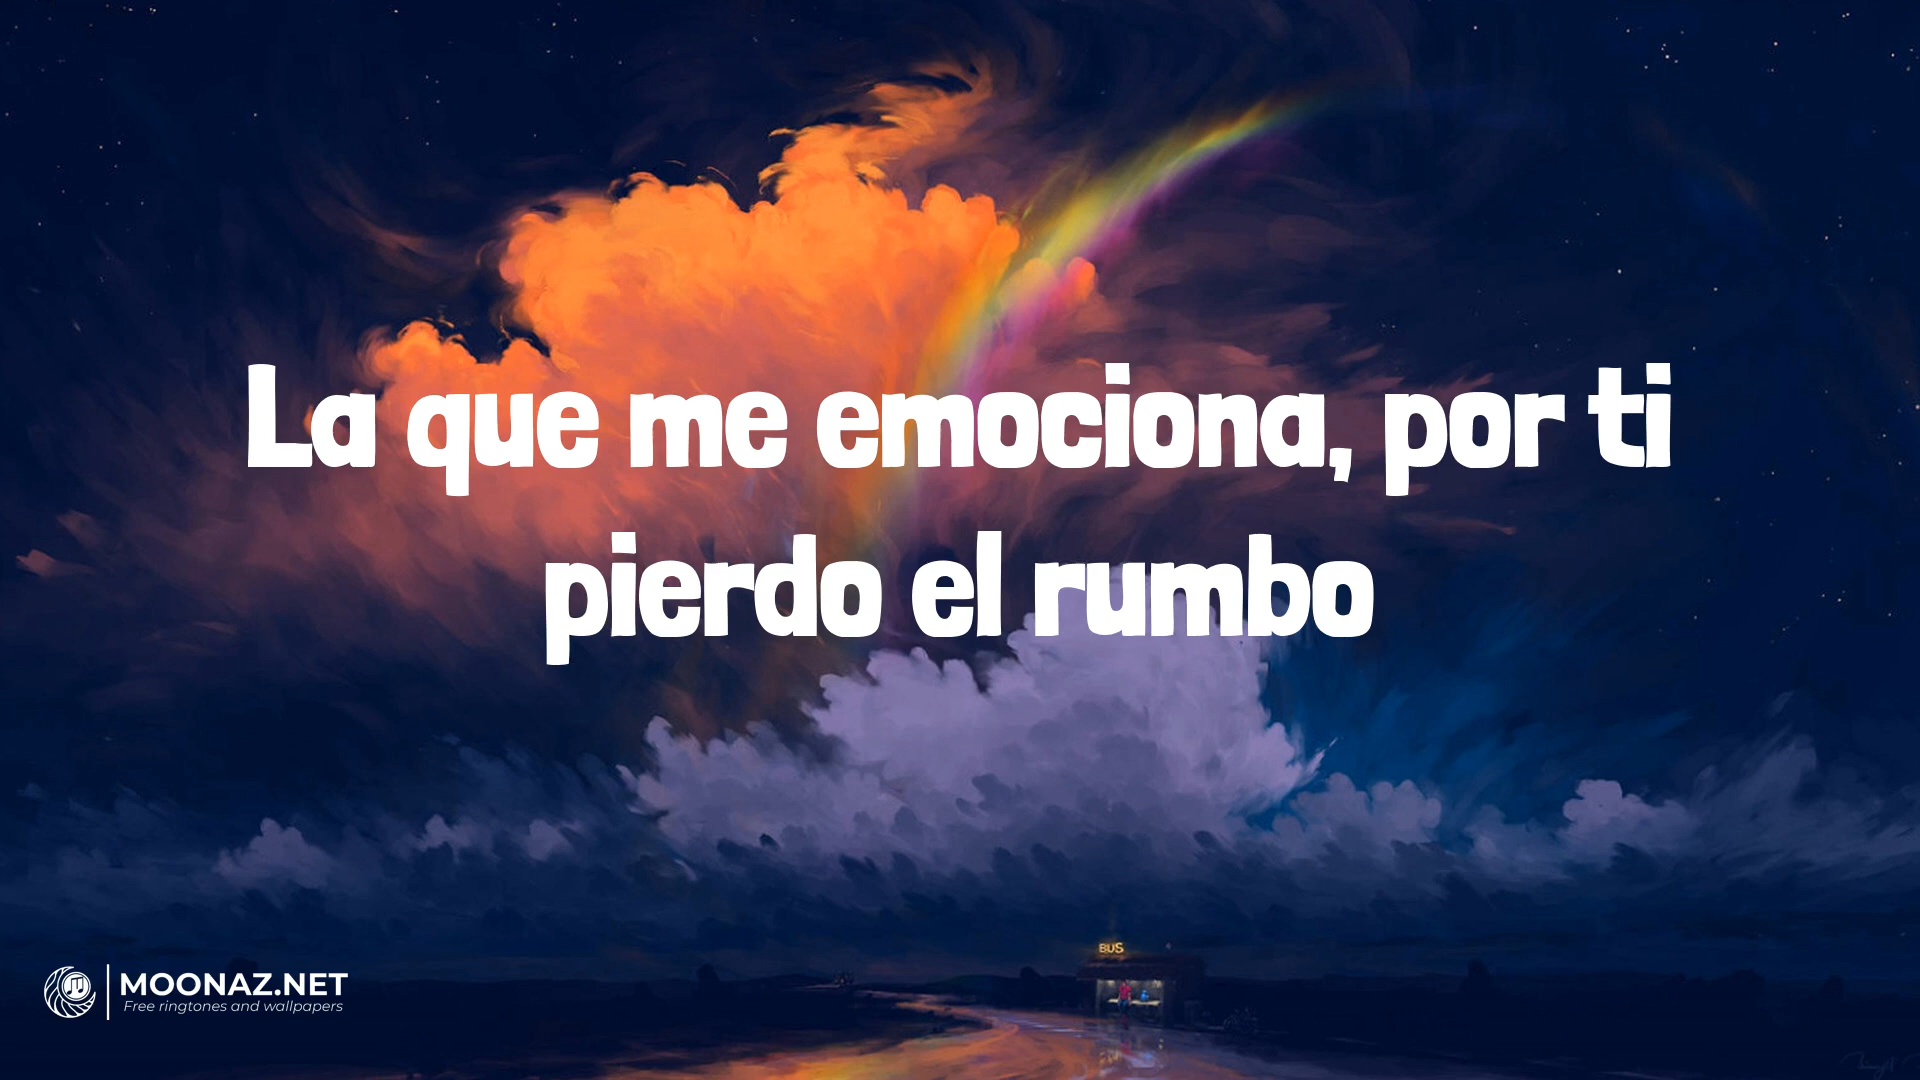 La que me emociona, por ti
pierdo el rumbo
BUS
MOONAZ.NET
Free ringtones and wallpapers